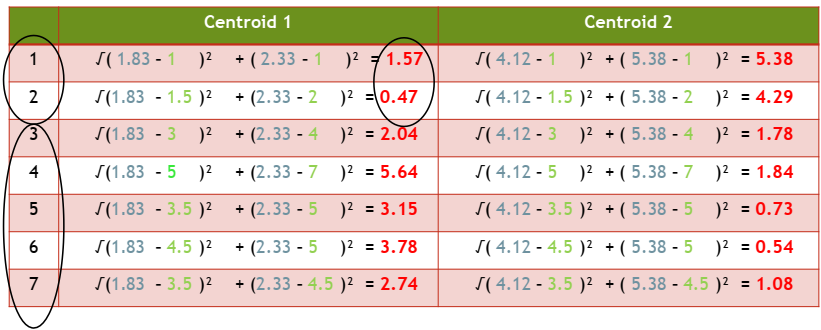 Centroid 1 Centroid 2
1 √( 1.83 - 1 )² + ( 2.33 - 1 )² = 1.57 √( 4.12 - 1 )² + ( 5.38 - 1 )² = 5.38
2 √(1.83 - 1.5 )² + (2.33 - 2 )² = 0.47 √( 4.12 - 1.5 )² + ( 5.38 - 2 )² = 4.29
3 √(1.83 - 3 )² + (2.33 - 4 )² = 2.04 √( 4.12 - 3 )² + ( 5.38 - 4 )² = 1.78
4 √(1.83 - 5 )² + (2.33 - 7 )² = 5.64 √( 4.12 - 5 )² + ( 5.38 - 7 )² = 1.84
5 √(1.83 - 3.5 )² + (2.33 - 5 )² = 3.15 √( 4.12 - 3.5 )² + ( 5.38 - 5 )² = 0.73
6 √(1.83 - 4.5 )² + (2.33 - 5 )² = 3.78 √( 4.12 - 4.5 )² + ( 5.38 - 5 )² = 0.54
7 √(1.83 - 3.5 )² + (2.33 - 4.5 )² = 2.74 √( 4.12 - 3.5 )² + ( 5.38 - 4.5 )² = 1.08